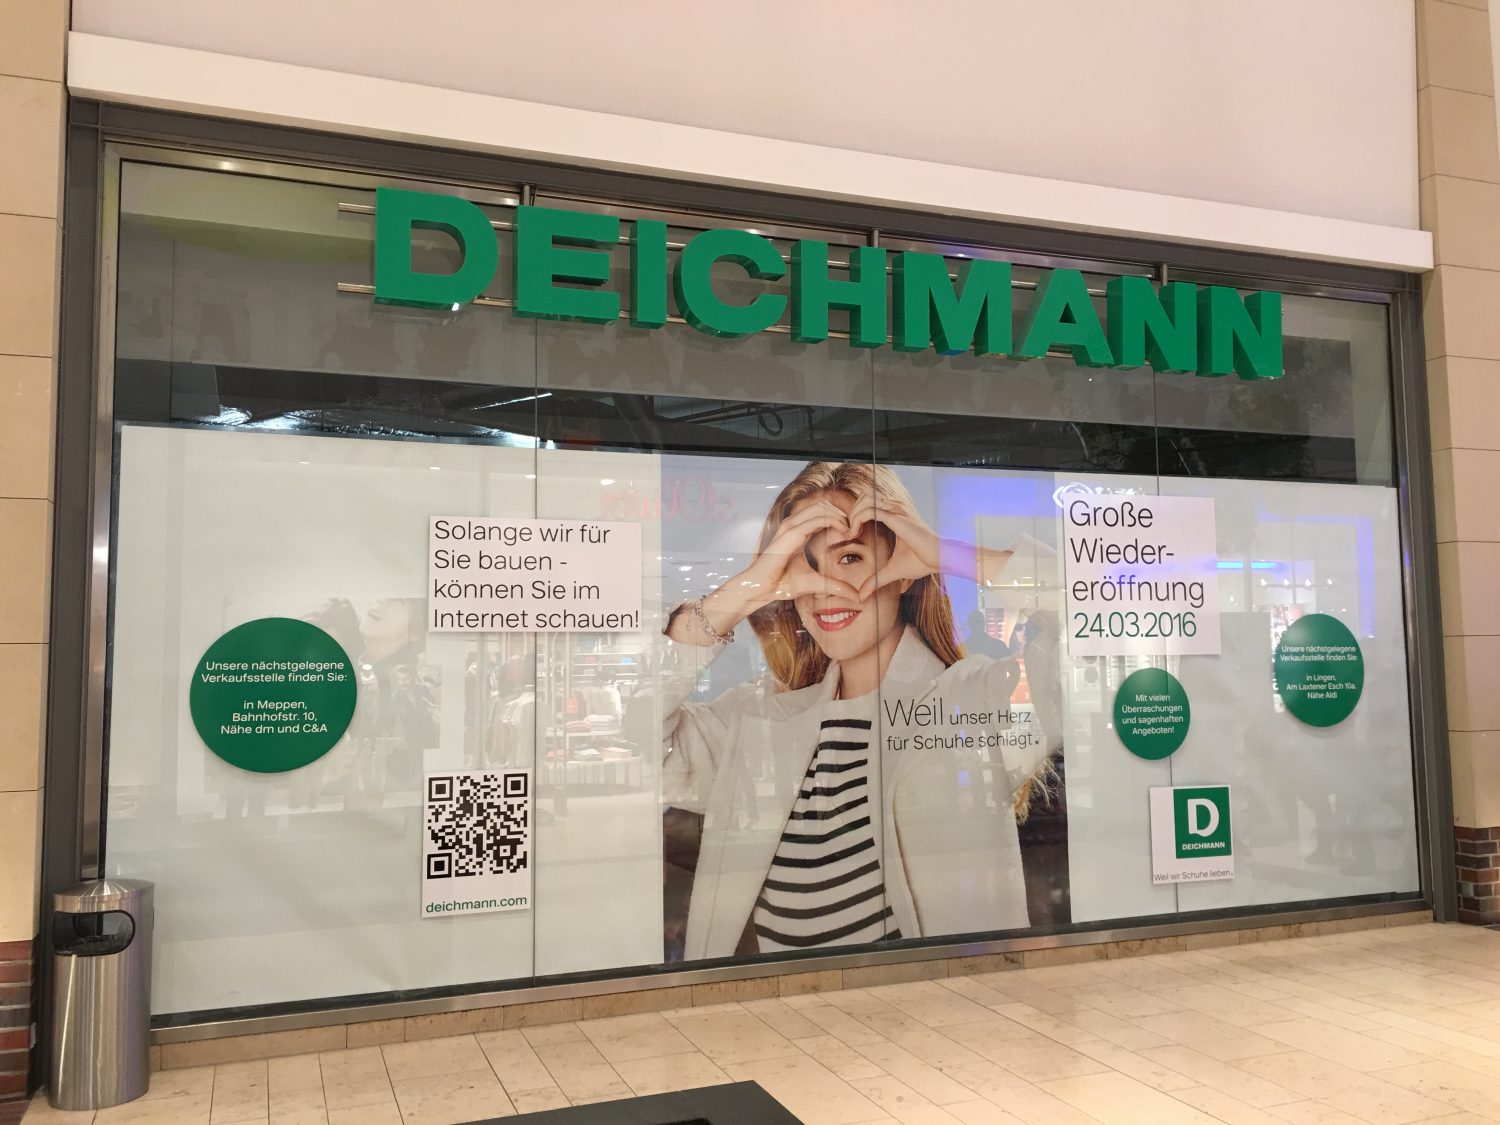 DEICHMANN
Solange wir für
Sie bauen -
können Sie im
Internet schauen!
Unsere nächstgelegene
Verkaufsstelle finden Sie:
in Meppen,
Bahnhofstr. 10,
Nähe dm und C&A
deichmann.com
Weil unser Herz
für Schuhe schlägt.
Große
Wieder-
eröffnung
24.03.2016
Mit vielen
Überraschungen
und sagenhaften
Angeboten!
Unsere nächstgelegene
Verkaufsstelle finden Sie:
in Lingen,
Am Laxtener Esch 10a,
Nähe Aldi
D
DEICHMANN
Weil wir Schuhe lieben.